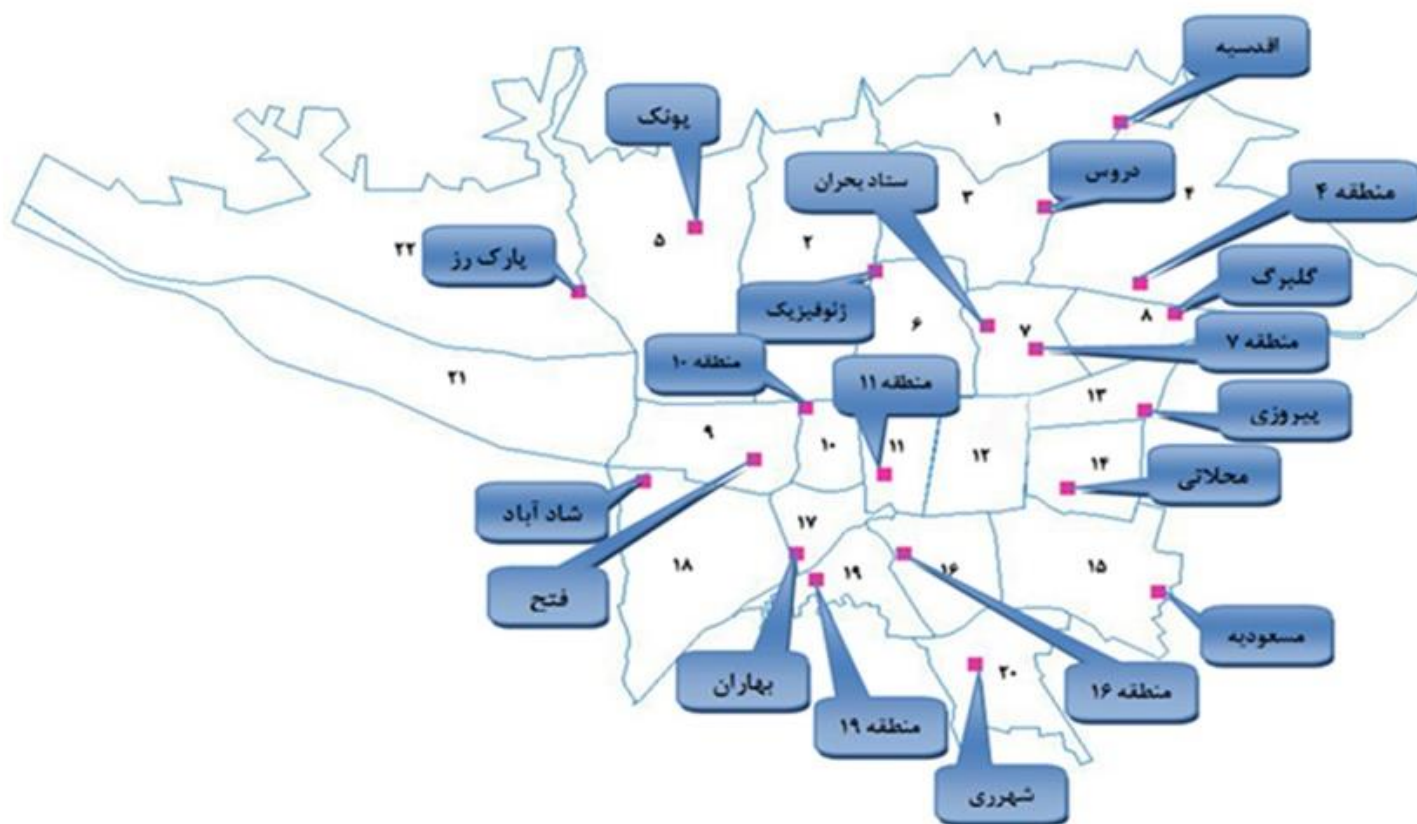 اقدسیه
پونک
۱
ستاد بحران
دروس
۳
۴
منطقه ۴
۵
۲
۲۲
پارک رز
گلبرگ
ژئوفیزیک
۶
۷
۸
منطقه ۷
۲۱
منطقه ۱۰
منطقه ۱۱
۱۳
پیروزی
۹
۱۰
۱۱
۱۲
۱۴
محلاتی
شاد آباد
۱۷
فتح
۱۸
۱۹
۱۶
۱۵
مسعودیه
بهاران
منطقه ۱۹
۲۰
منطقه ۱۶
شهرری